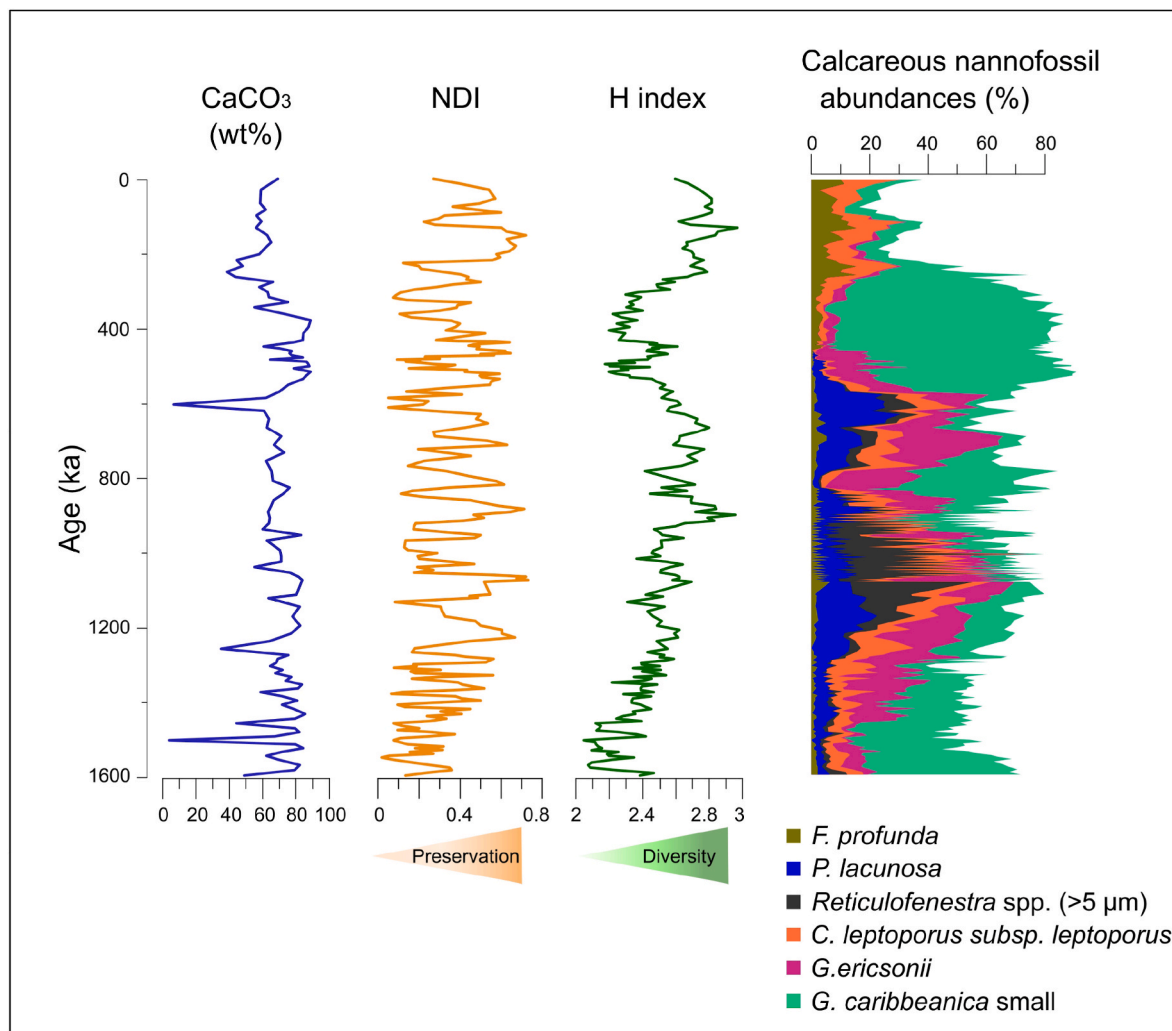 CaCO₃
(wt%)
NDI
H index
Calcareous nannofossil
abundances (%)
0 20 40 60 80
0
400
800
1200
1600
Age (ka)
0 20 40 60 80 100
0 0.4 0.8
2 2.4 2.8 3
Preservation
Diversity
F. profunda
P. lacunosa
Reticulofenestra spp. (>5 µm)
C. leptoporus subsp. leptoporus
G.ericsonii
G. caribbeanica small